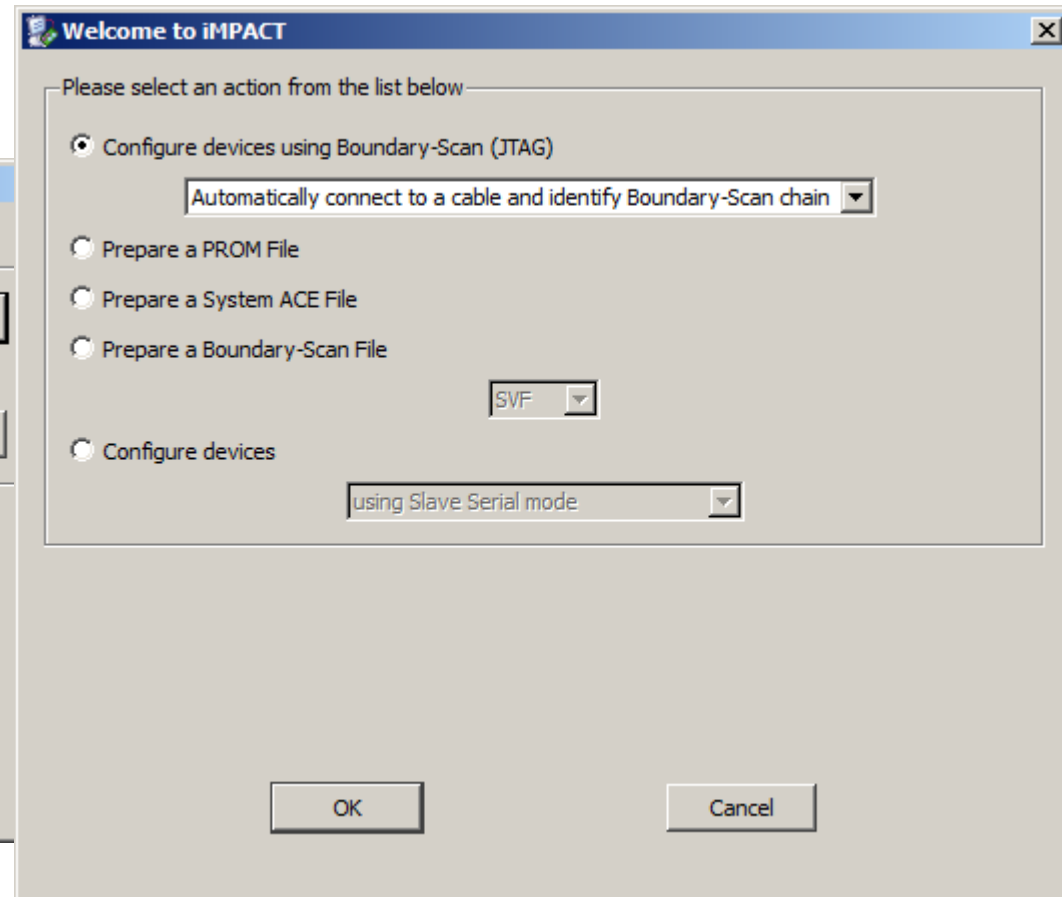 Welcome to iMPACT
Please select an action from the list below
Configure devices using Boundary-Scan (JTAG)
Automatically connect to a cable and identify Boundary-Scan chain
Prepare a PROM File
Prepare a System ACE File
Prepare a Boundary-Scan File
SVF
Configure devices
using Slave Serial mode
OK Cancel